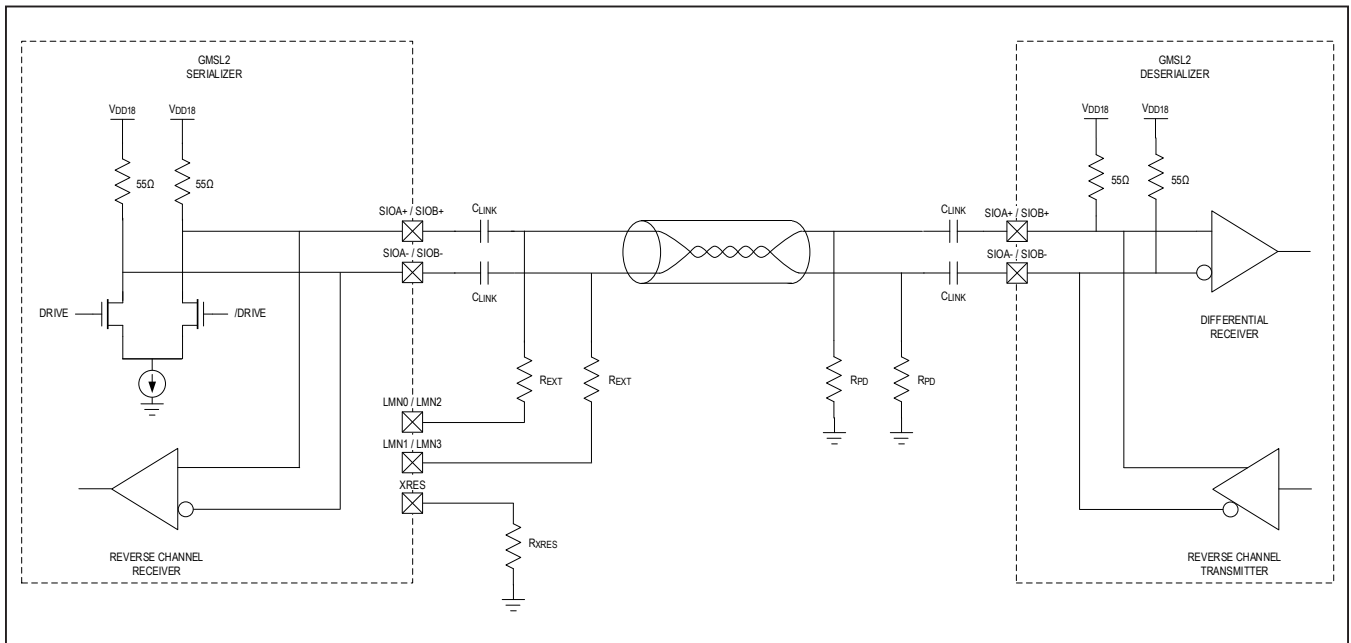 GMSL2
SERIALIZER
VDD18
VDD18
55Ω
55Ω
DRIVE
/DRIVE
REVERSE CHANNEL
RECEIVER
SIOA+ / SIOB+
SIOA- / SIOB-
CLINK
CLINK
REXT
REXT
LMN0 / LMN2
LMN1 / LMN3
XRES
RXRES
RPD
RPD
CLINK
CLINK
SIOA+ / SIOB+
SIOA- / SIOB-
GMSL2
DESERIALIZER
VDD18
VDD18
55Ω
55Ω
DIFFERENTIAL
RECEIVER
REVERSE CHANNEL
TRANSMITTER